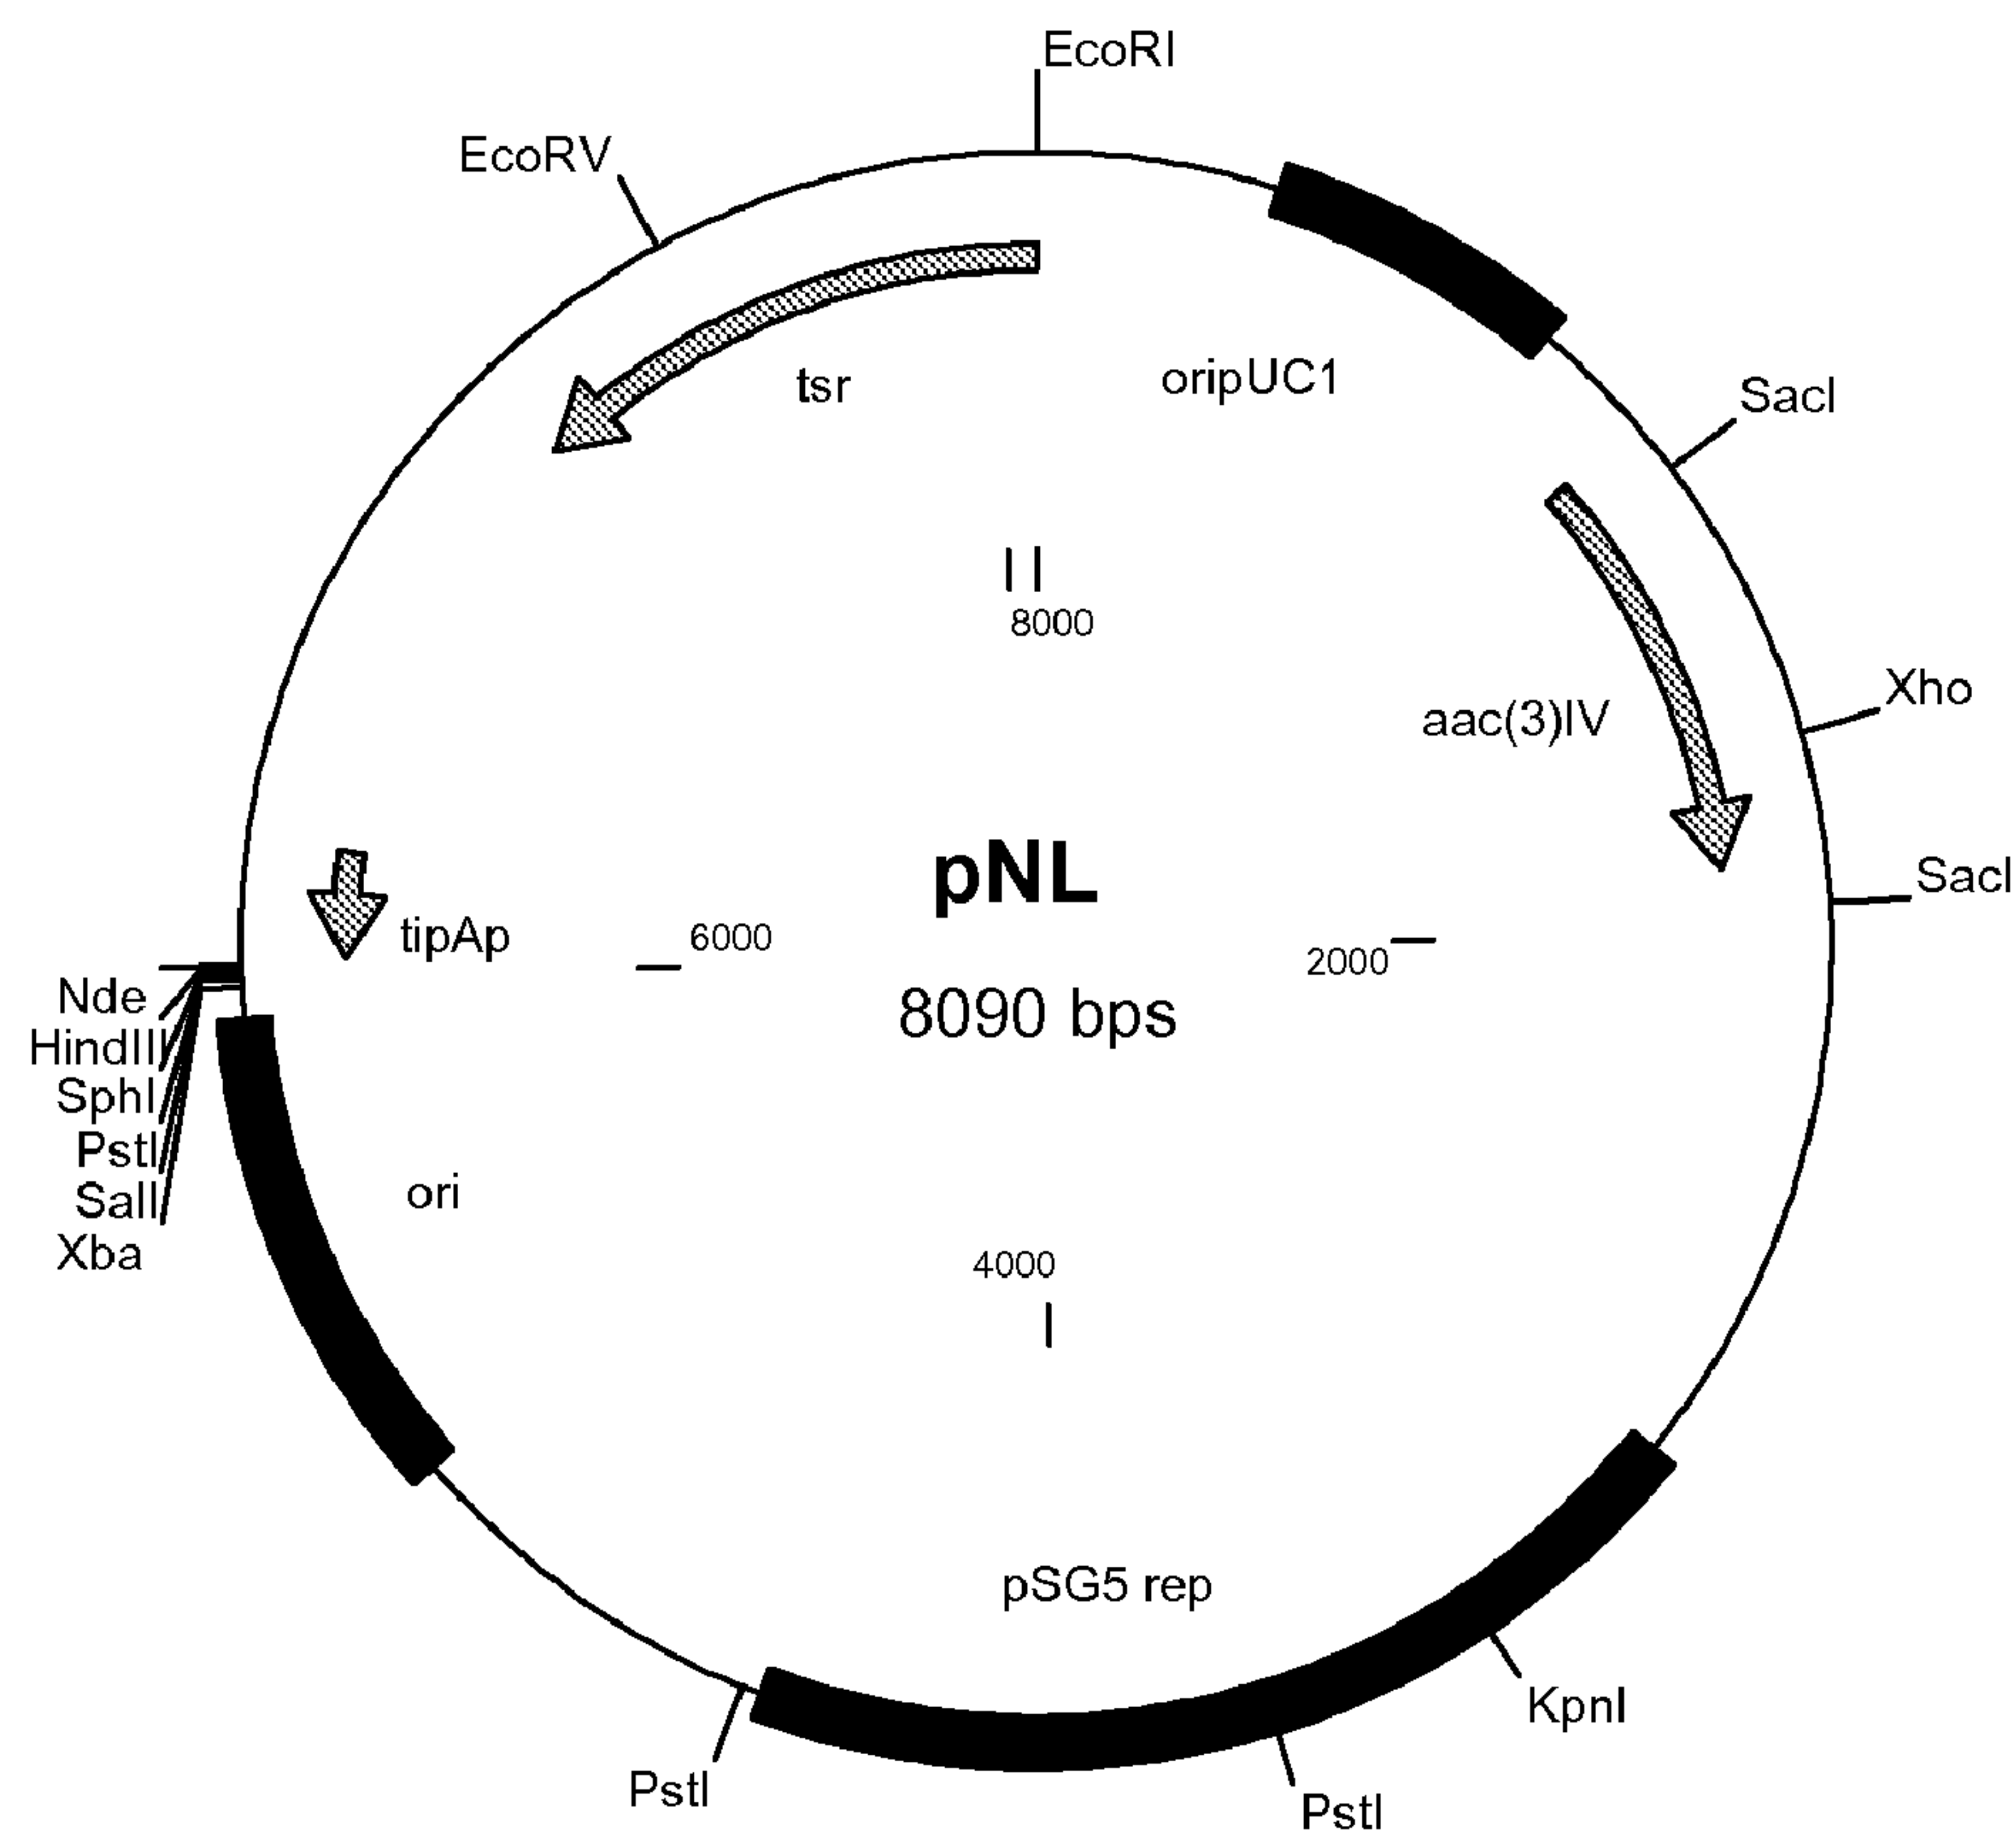 EcoRI
EcoRV
tsr
oripUC1
SacI
8000
Xho
aac(3)IV
pNL
SacI
tipAp
6000
2000
8090 bps
Nde
HindIII
SphI
PstI
SalI
Xba
ori
4000
pSG5 rep
KpnI
PstI
PstI